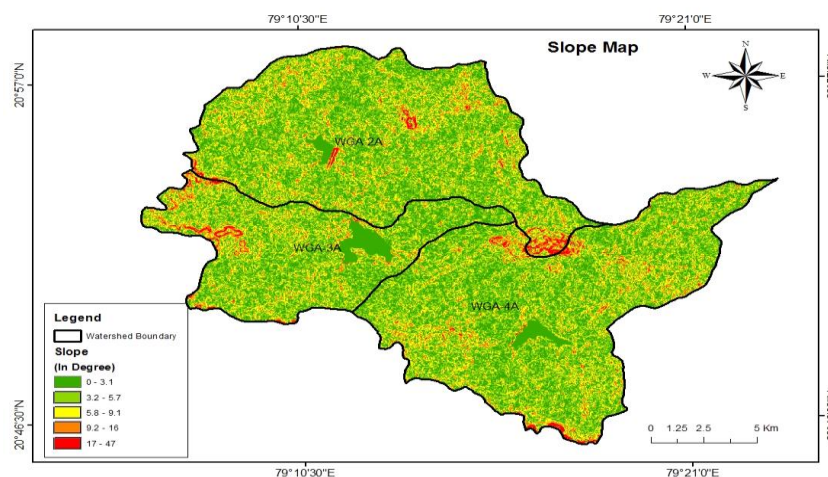 79°10'30"E
79°21'0"E
Slope Map
N
W E
S
20°57'0"N
WGA-2A
WGA-3A
WGA-4A
Legend
Watershed Boundary
Slope
(In Degree)
0 - 3.1
3.2 - 5.7
5.8 - 9.1
9.2 - 16
17 - 47
20°46'30"N
0 1.25 2.5 5 Km
79°10'30"E
79°21'0"E